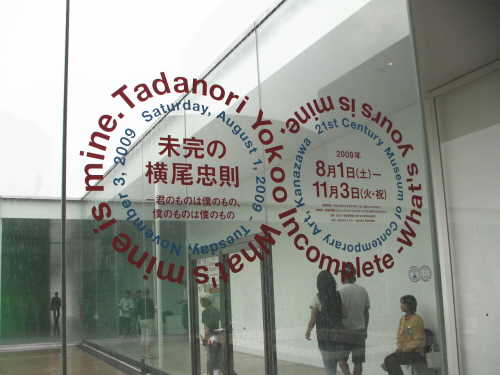 Tadanori Yokoo Incomplete -What's yours is mine. What's mine is mine.
Saturday, August 1, 2009 - Tuesday, November 3, 2009
21st Century Museum of Contemporary Art, Kanazawa
未完の
横尾忠則
―君のものは僕のもの、
僕のものは僕のもの
2009年
8月1日(土)―
11月3日(火・祝)